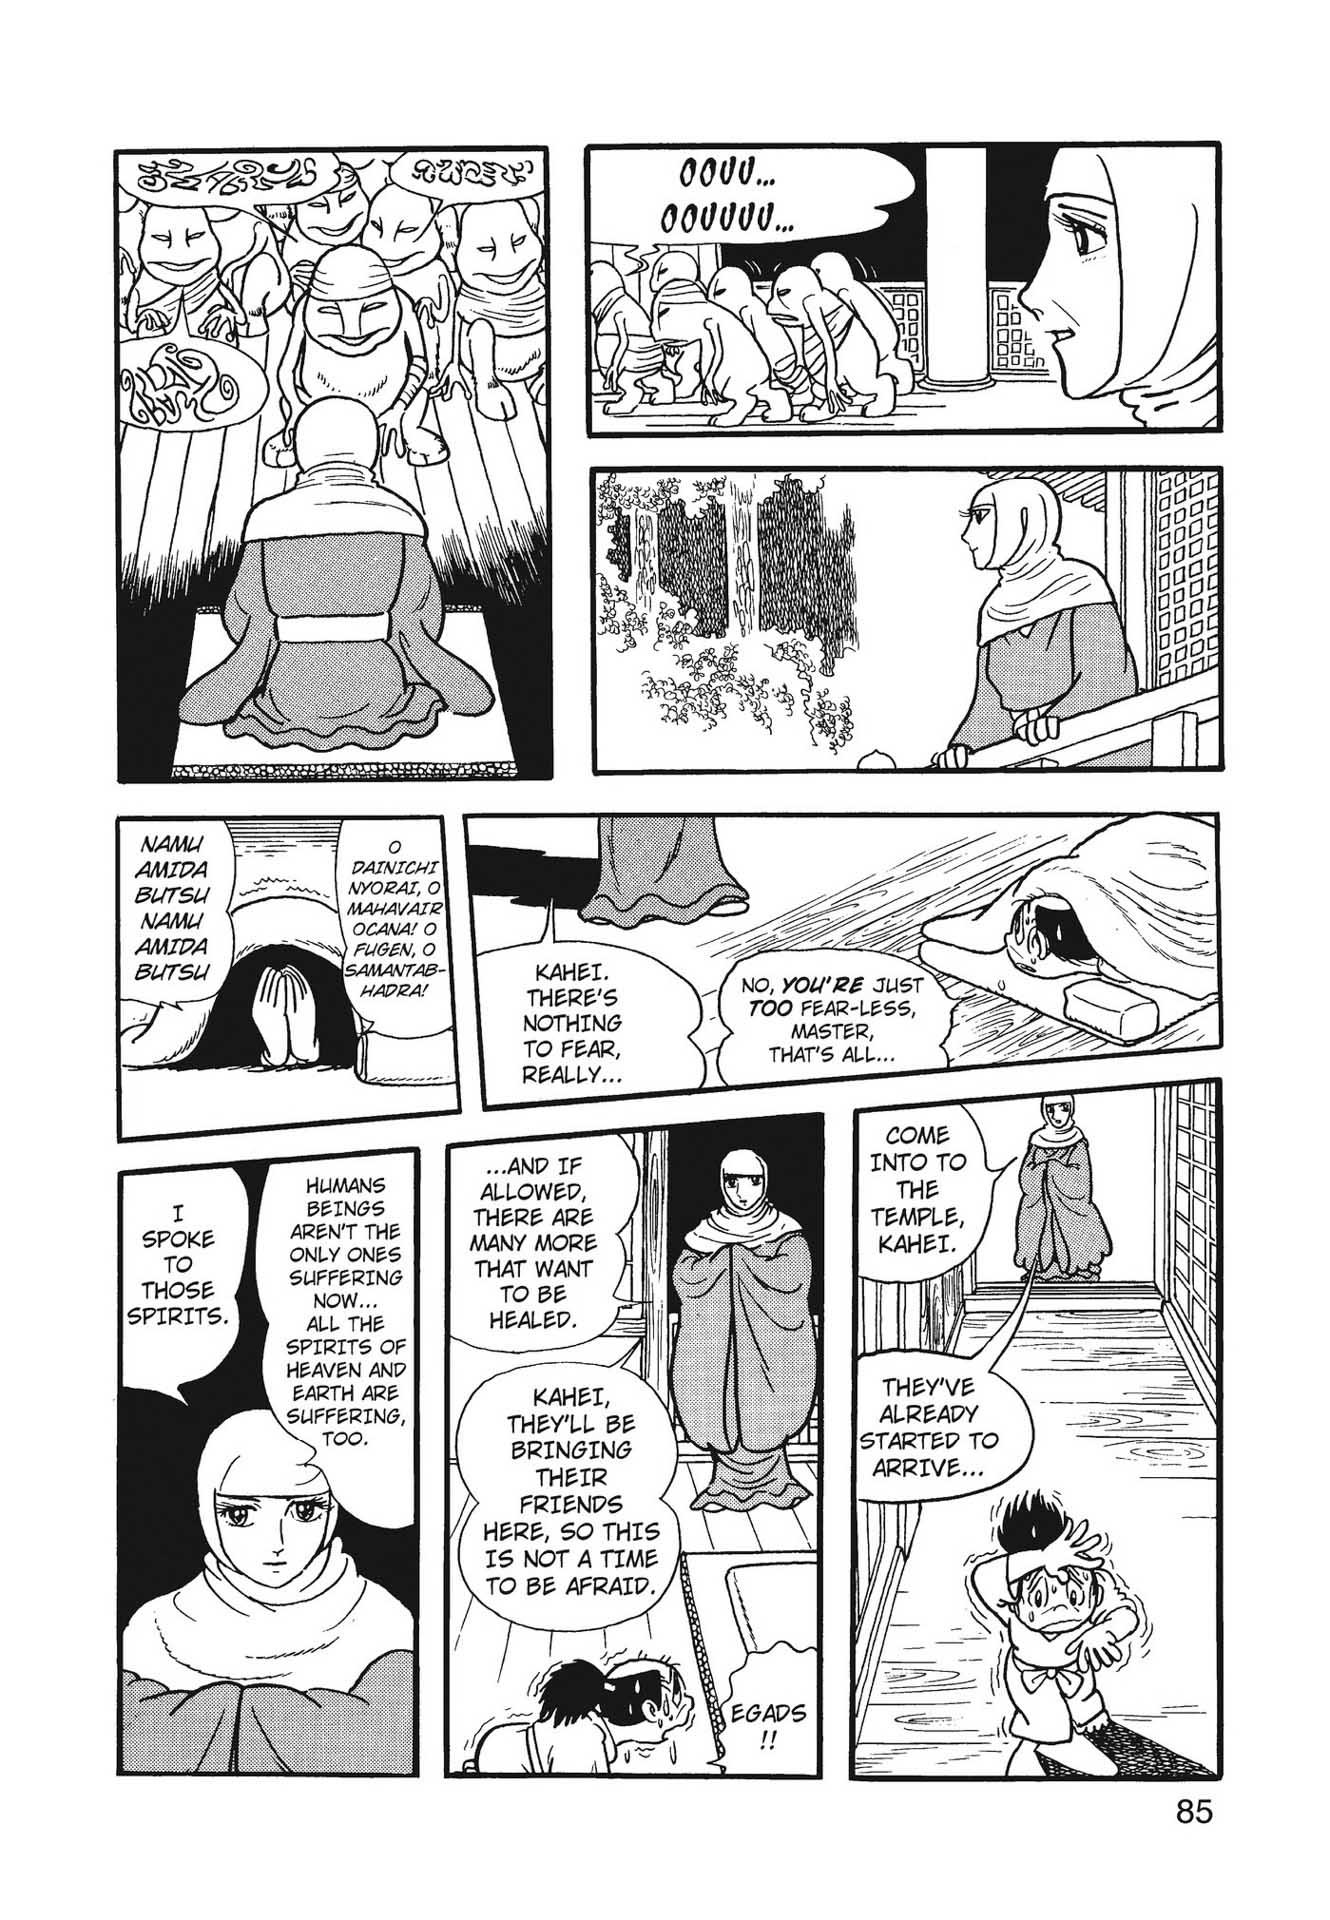 OOUU...
OOUUUU...
NAMU
AMIDA
BUTSU
NAMU
AMIDA
BUTSU
O
DAINICHI
NYORAI, O
MAHAVAIR
OCANA! O
FUGEN, O
SAMANTAB-
HADRA!
KAHEI.
THERE'S
NOTHING
TO FEAR,
REALLY...
NO, YOU'RE JUST
TOO FEAR-LESS,
MASTER,
THAT'S ALL...
I
SPOKE
TO
THOSE
SPIRITS.
HUMANS
BEINGS
AREN'T THE
ONLY ONES
SUFFERING
NOW...
ALL THE
SPIRITS OF
HEAVEN AND
EARTH ARE
SUFFERING,
TOO.
...AND IF
ALLOWED,
THERE ARE
MANY MORE
THAT WANT
TO BE
HEALED.
KAHEI,
THEY'LL BE
BRINGING
THEIR
FRIENDS
HERE, SO THIS
IS NOT A TIME
TO BE AFRAID.
EGADS
!!
COME
INTO TO
THE
TEMPLE,
KAHEI.
THEY'VE
ALREADY
STARTED TO
ARRIVE...
85